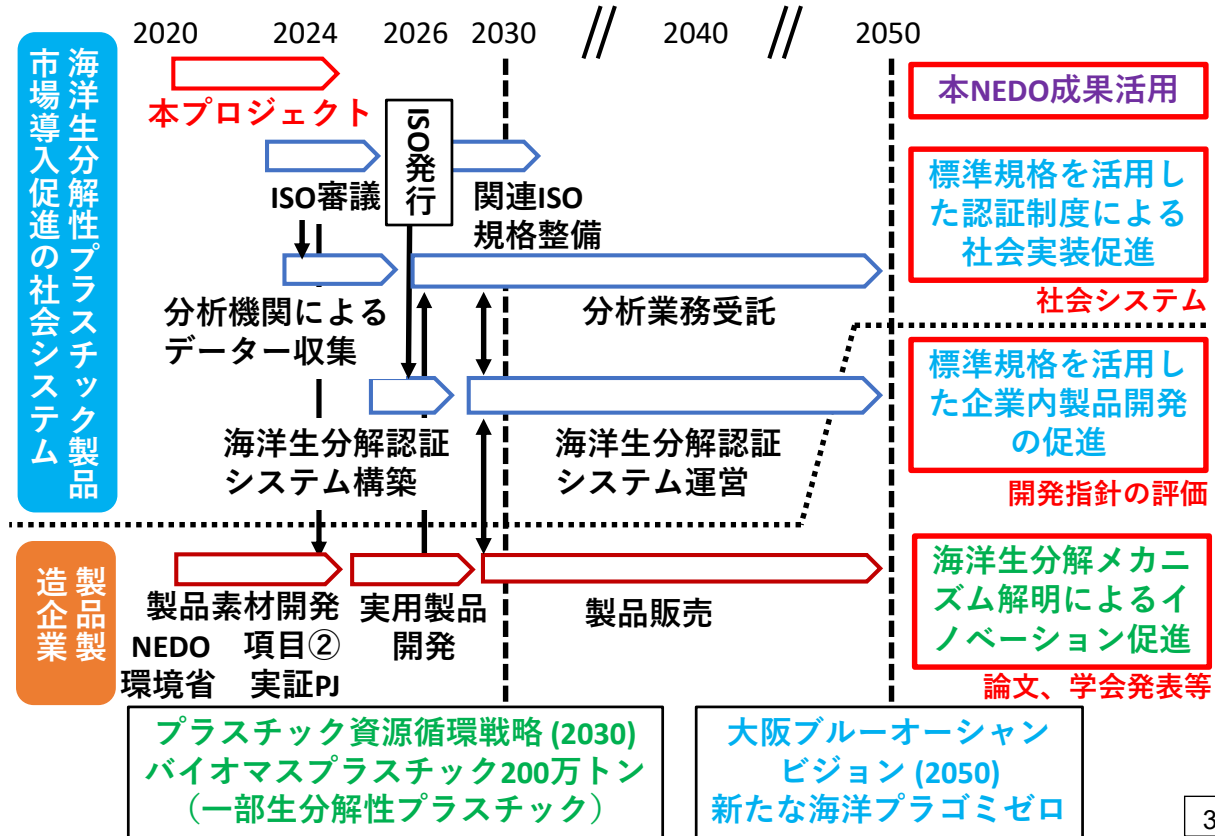 2020
2024
2026
2030
2040
2050
海洋生分解性プラスチック製品
市場導入促進の社会システム
本プロジェクト
ISO発行
ISO審議
関連ISO
規格整備
分析機関による
データー収集
分析業務受託
海洋生分解認証
システム構築
海洋生分解認証
システム運営
製品製
造企業
製品素材開発
NEDO 項目②
環境省 実証PJ
実用製品
開発
製品販売
本NEDO成果活用
標準規格を活用し
た認証制度による
社会実装促進
社会システム
標準規格を活用し
た企業内製品開発
の促進
開発指針の評価
海洋生分解メカニ
ズム解明によるイ
ノベーション促進
論文、学会発表等
プラスチック資源循環戦略 (2030)
バイオマスプラスチック200万トン
（一部生分解性プラスチック）
大阪ブルーオーシャン
ビジョン (2050)
新たな海洋プラゴミゼロ
3